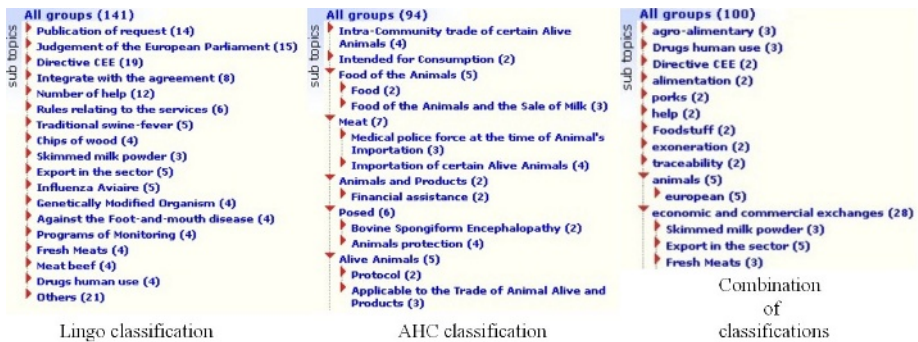 sub topics
All groups (141)
Publication of request (14)
Judgement of the European Parliament (15)
Directive CEE (19)
Integrate with the agreement (8)
Number of help (12)
Rules relating to the services (6)
Traditional swine-fever (5)
Chips of wood (4)
Skimmed milk powder (3)
Export in the sector (5)
Influenza Aviaire (5)
Genetically Modified Organism (4)
Against the Foot-and-mouth disease (4)
Programs of Monitoring (4)
Fresh Meats (4)
Meat beef (4)
Drugs human use (4)
Others (21)
Lingo classification
sub topics
All groups (94)
Intra-Community trade of certain Alive
Animals (4)
Intended for Consumption (2)
Food of the Animals (5)
Food (2)
Food of the Animals and the Sale of Milk (3)
Meat (7)
Medical police force at the time of Animal's
Importation (3)
Importation of certain Alive Animals (4)
Animals and Products (2)
Financial assistance (2)
Posed (6)
Bovine Spongiform Encephalopathy (2)
Animals protection (4)
Alive Animals (5)
Protocol (2)
Applicable to the Trade of Animal Alive and
Products (3)
AHC classification
sub topics
All groups (100)
agro-alimentary (3)
Drugs human use (3)
Directive CEE (2)
alimentation (2)
porks (2)
help (2)
Foodstuff (2)
exoneration (2)
traceability (2)
animals (5)
european (5)
economic and commercial exchanges (28)
Skimmed milk powder (3)
Export in the sector (5)
Fresh Meats (3)
Combination
of
classifications